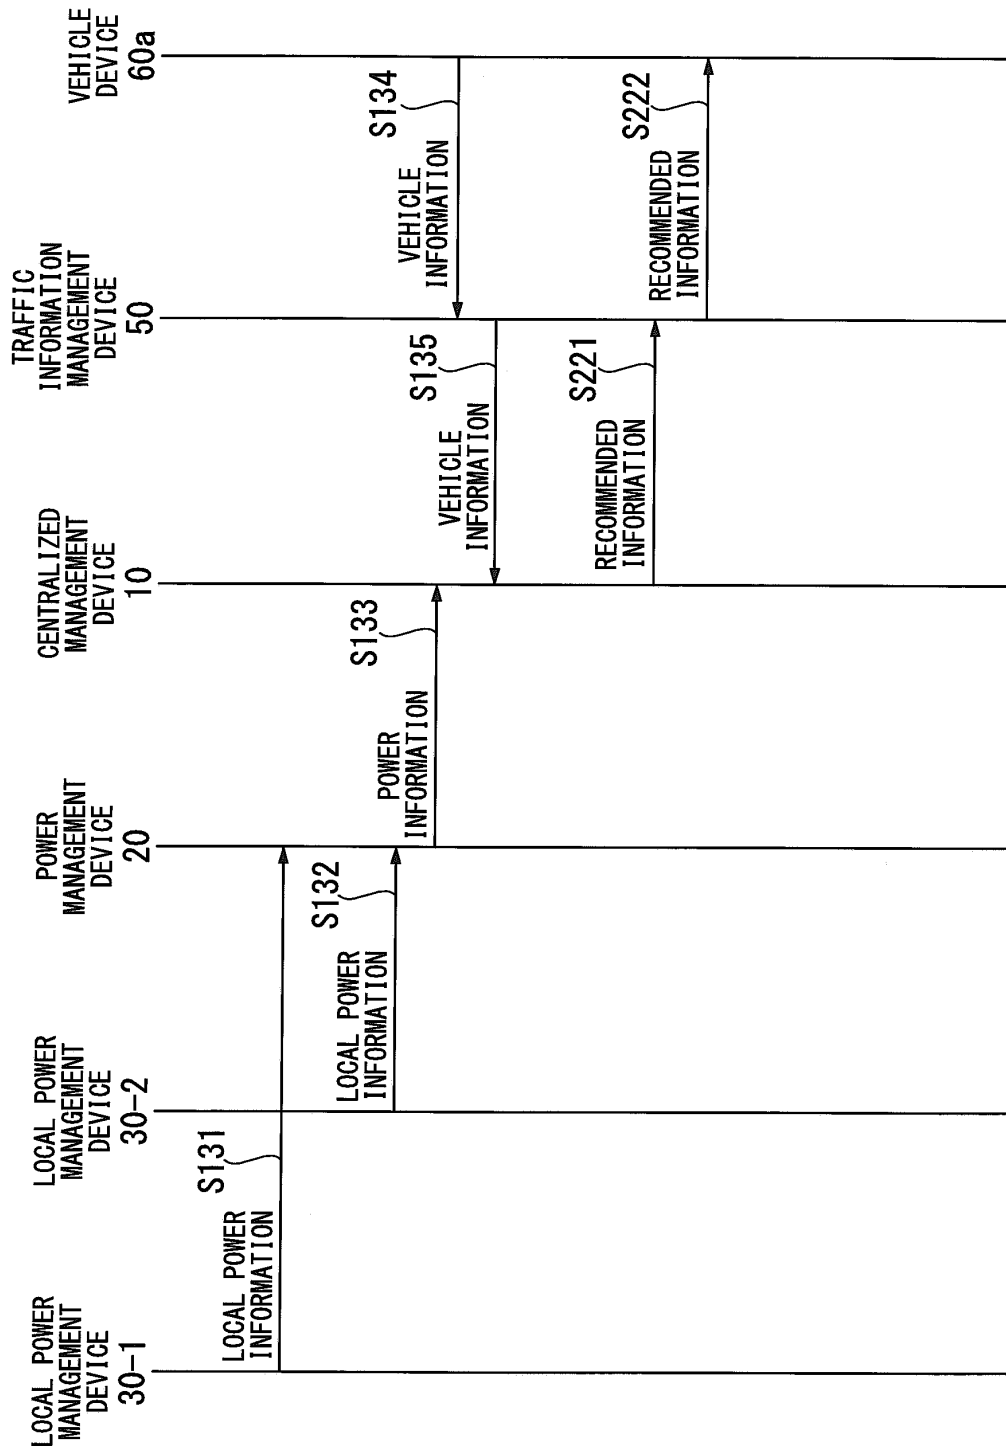 LOCAL POWER
MANAGEMENT
DEVICE
30-1
LOCAL POWER
MANAGEMENT
DEVICE
30-2
POWER
MANAGEMENT
DEVICE
20
CENTRALIZED
MANAGEMENT
DEVICE
10
TRAFFIC
INFORMATION
MANAGEMENT
DEVICE
50
VEHICLE
DEVICE
60a
S131
LOCAL POWER
INFORMATION
S132
LOCAL POWER
INFORMATION
S133
POWER
INFORMATION
S134
VEHICLE
INFORMATION
S135
VEHICLE
INFORMATION
S221
RECOMMENDED
INFORMATION
S222
RECOMMENDED
INFORMATION